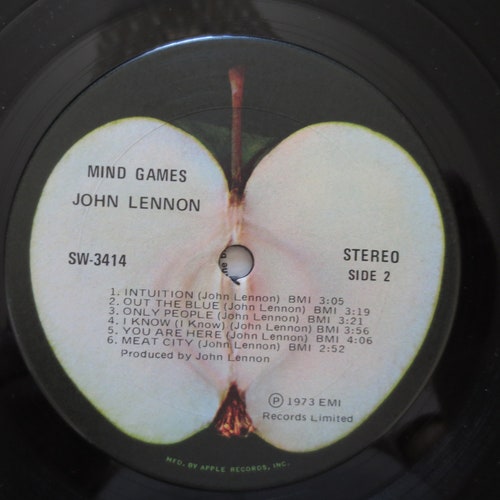 MIND GAMES
JOHN LENNON
SW-3414
STEREO
SIDE 2
1. INTUITION (John Lennon) BMI 3:05
2. OUT THE BLUE (John Lennon) BMI 3:19
3. ONLY PEOPLE (John Lennon) BMI 3:21
4. I KNOW (I Know) (John Lennon) BMI 3:56
5. YOU ARE HERE (John Lennon) BMI 4:06
6. MEAT CITY (John Lennon) BMI 2:52
Produced by John Lennon
Ⓟ 1973 EMI
Records Limited
MFD. BY APPLE RECORDS, INC.